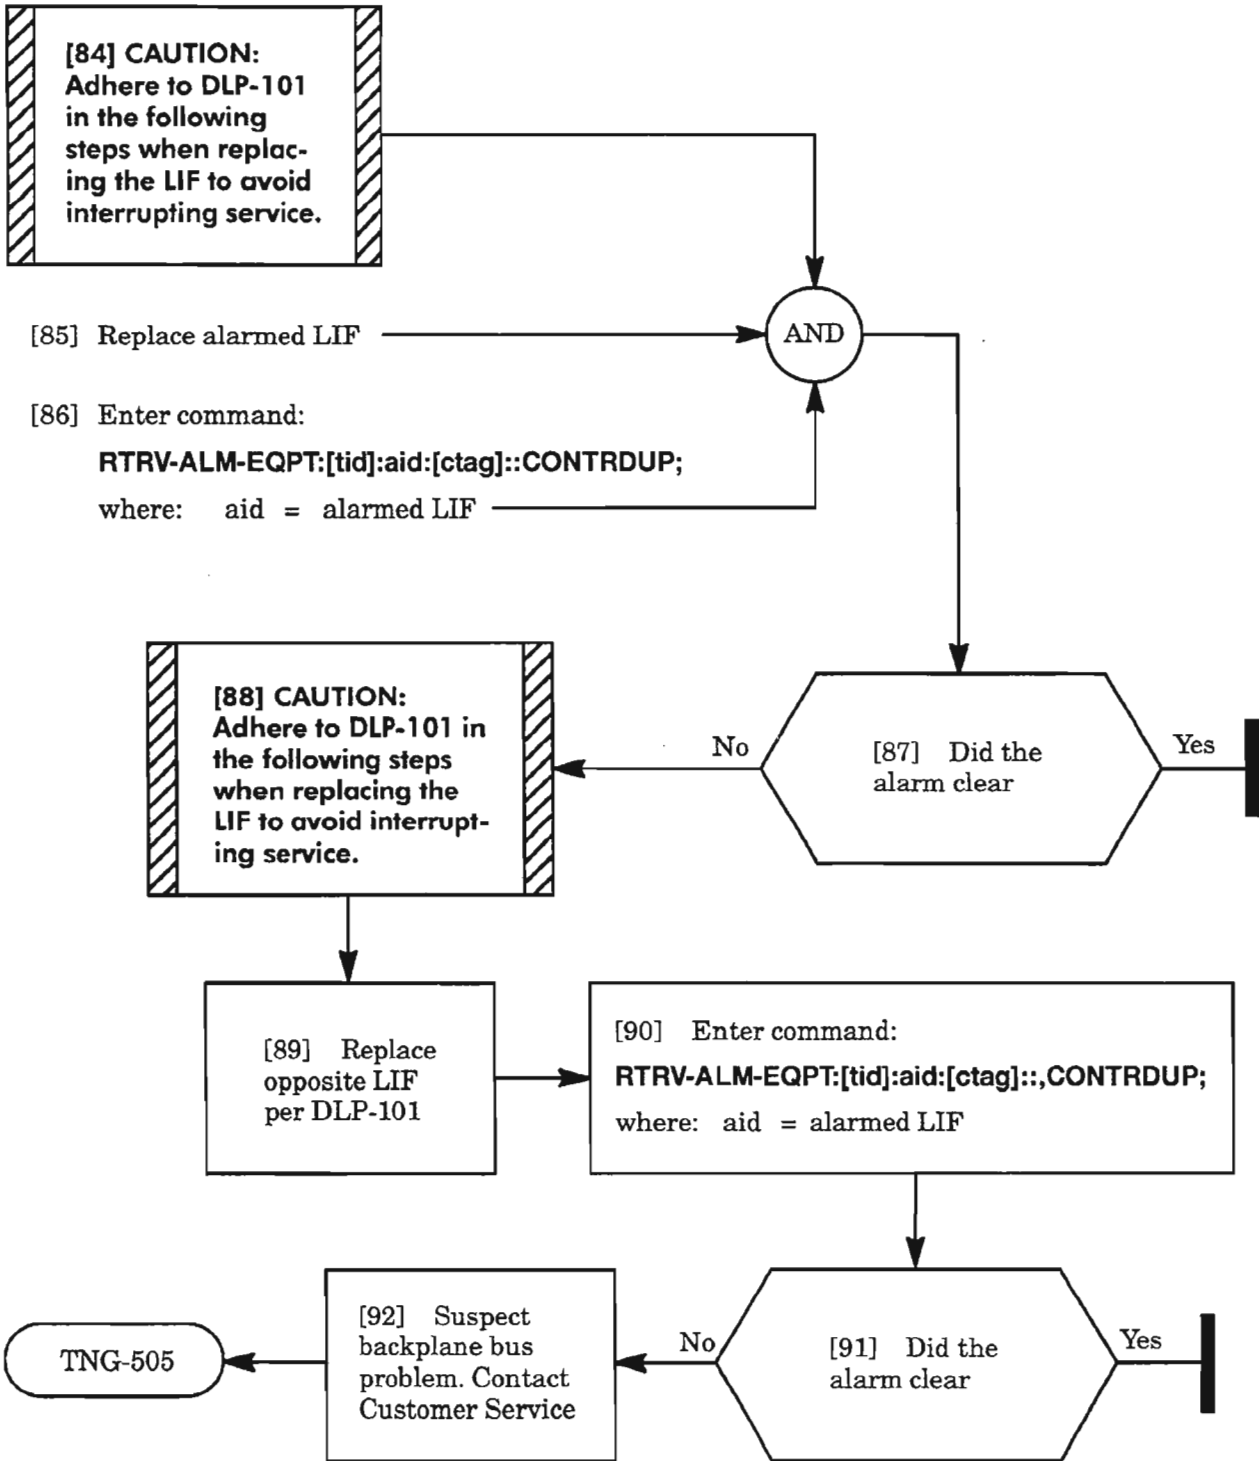 [84] CAUTION:
Adhere to DLP-101
in the following
steps when replac-
ing the LIF to avoid
interrupting service.
[85] Replace alarmed LIF
AND
[86] Enter command:
RTRV-ALM-EQPT:[tid]:aid:[ctag]::CONTRDUP;
where: aid = alarmed LIF
[87] Did the
alarm clear
No
Yes
[88] CAUTION:
Adhere to DLP-101 in
the following steps
when replacing the
LIF to avoid interrupt-
ing service.
[89] Replace
opposite LIF
per DLP-101
[90] Enter command:
RTRV-ALM-EQPT:[tid]:aid:[ctag]::,CONTRDUP;
where: aid = alarmed LIF
[91] Did the
alarm clear
No
Yes
[92] Suspect
backplane bus
problem. Contact
Customer Service
TNG-505